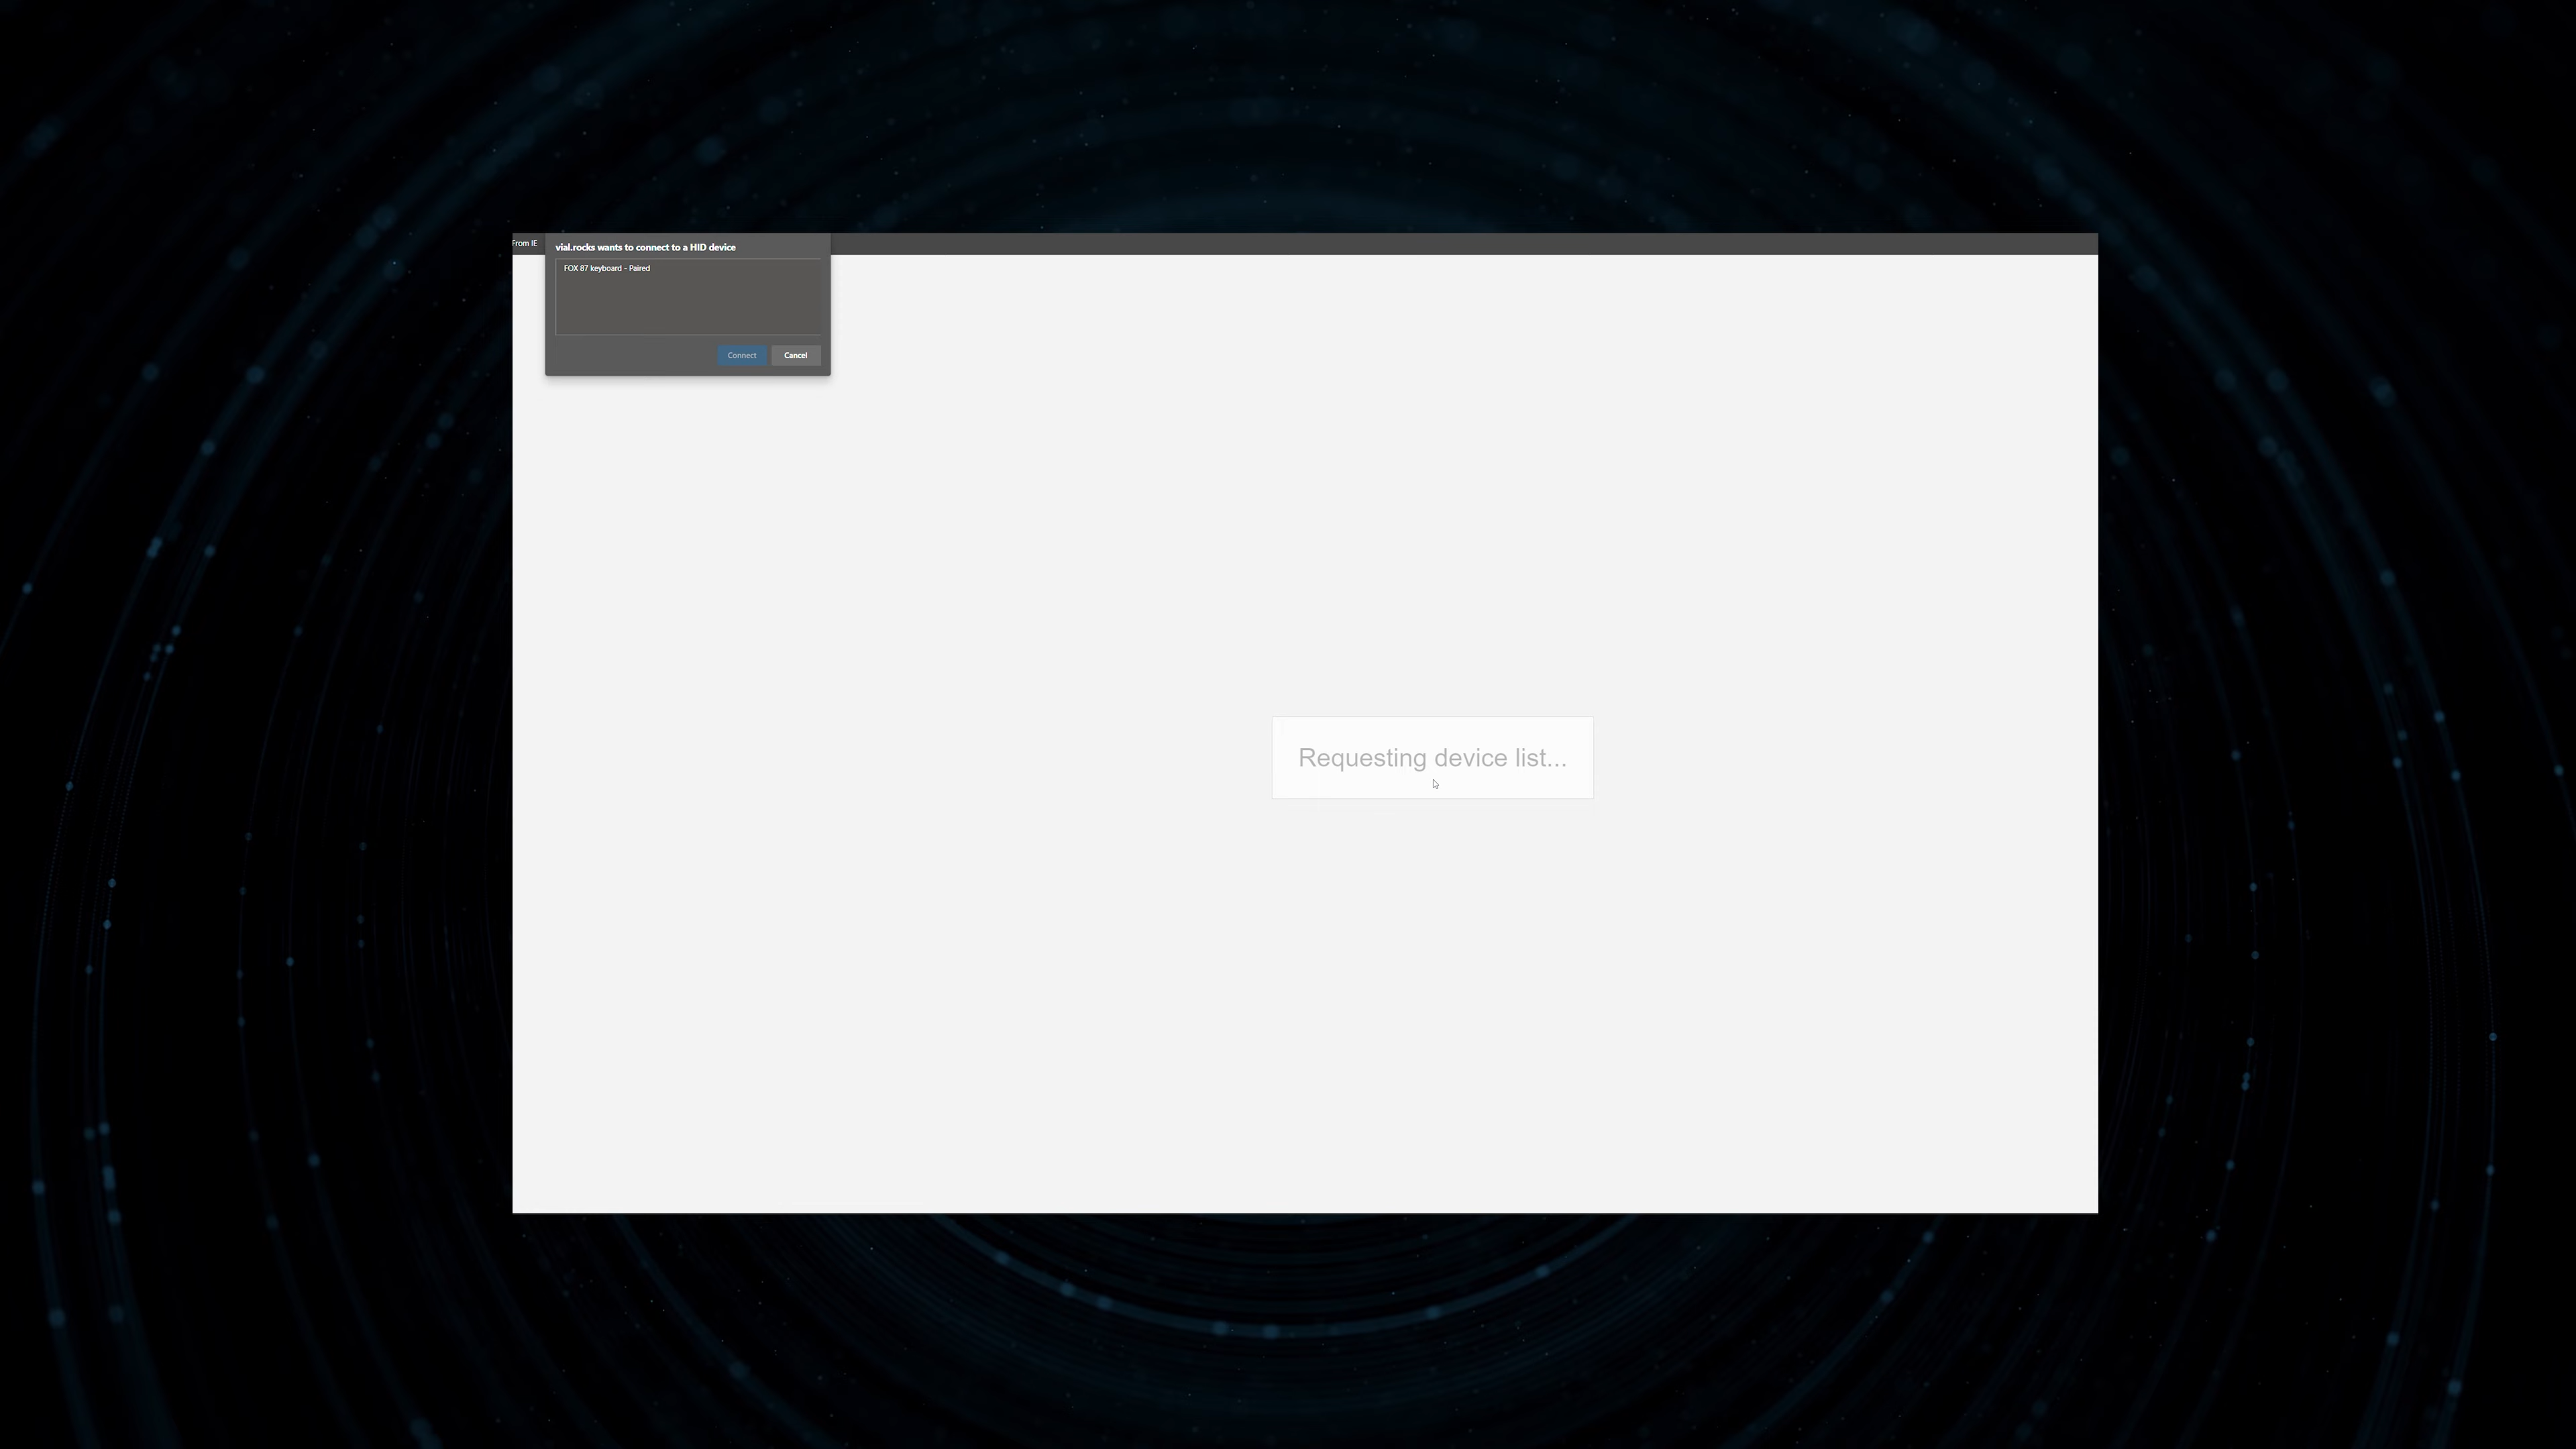 From IE
vial.rocks wants to connect to a HID device
FOX 87 keyboard - Paired
Connect
Cancel
Requesting device list...